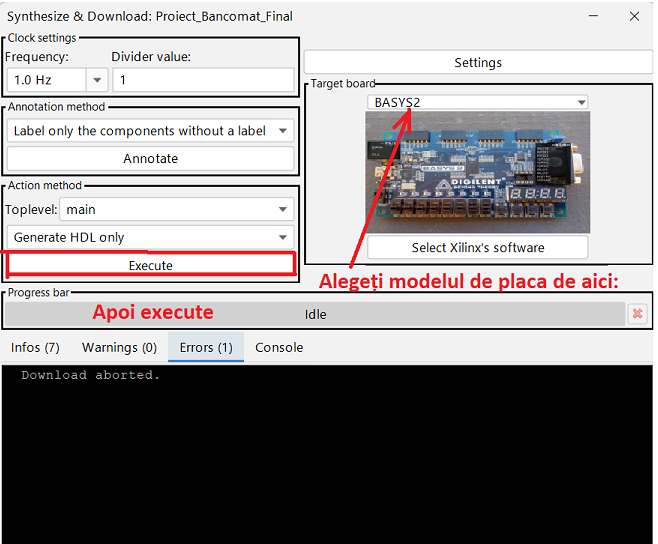 Synthesize & Download: Proiect_Bancomat_Final
Clock settings
Frequency: Divider value:
1.0 Hz 1
Annotation method
Label only the components without a label
Annotate
Action method
Toplevel: main
Generate HDL only
Execute
Settings
Target board
BASYS2
BASYS2
DIGILENT
BEYOND THEORY
Select Xilinx's software
Alegeți modelul de placa de aici:
Progress bar
Apoi execute
Idle
Infos (7) Warnings (0) Errors (1) Console
Download aborted.